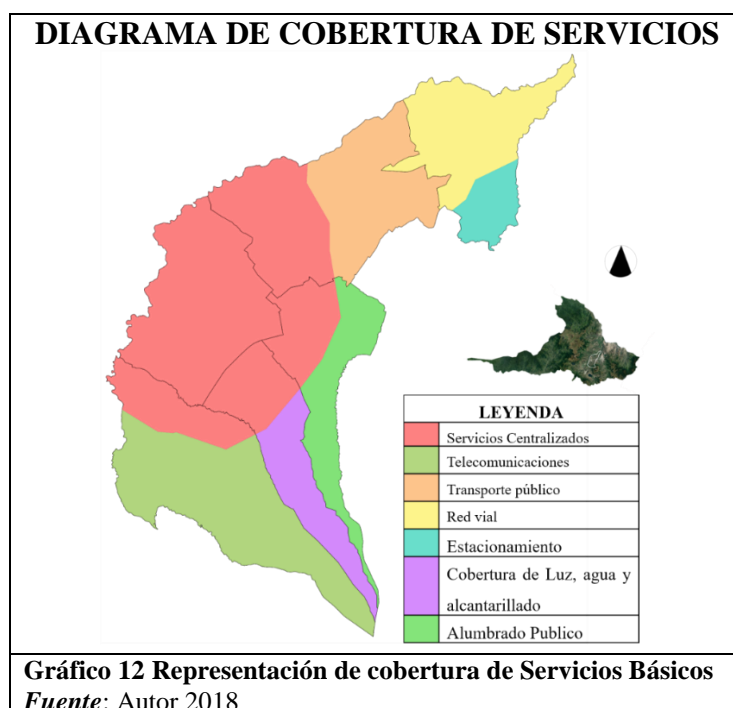 DIAGRAMA DE COBERTURA DE SERVICIOS
LEYENDA
Servicios Centralizados
Telecomunicaciones
Transporte público
Red vial
Estacionamiento
Cobertura de Luz, agua y
alcantarillado
Alumbrado Publico
Gráfico 12 Representación de cobertura de Servicios Básicos
Fuente: Autor 2018